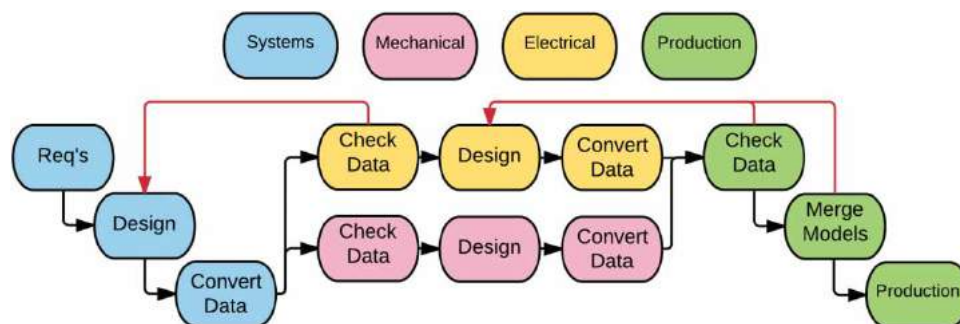 Systems
Mechanical
Electrical
Production
Req's
Design
Convert
Data
Check
Data
Design
Convert
Data
Check
Data
Design
Convert
Data
Check
Data
Merge
Models
Production